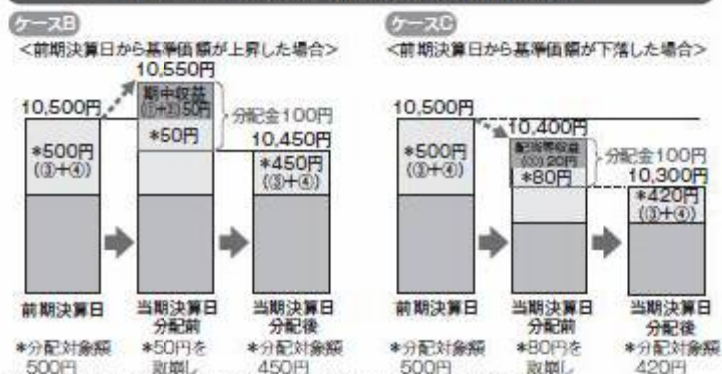 ケースB
<前期決算日から基準価額が上昇した場合>
10,550円
期中収益
(①+②)50円
10,500円
分配金100円
*500円
(③+④)
*50円
10,450円
*450円
(③+④)
前期決算日
当期決算日
分配前
当期決算日
分配後
*分配対象額
500円
*50円を
取崩し
*分配対象額
450円
ケースC
<前期決算日から基準価額が下落した場合>
10,500円
10,400円
配当等収益
(①)20円
分配金100円
*500円
(③+④)
*80円
10,300円
*420円
(③+④)
前期決算日
当期決算日
分配前
当期決算日
分配後
*分配対象額
500円
*80円を
取崩し
*分配対象額
420円